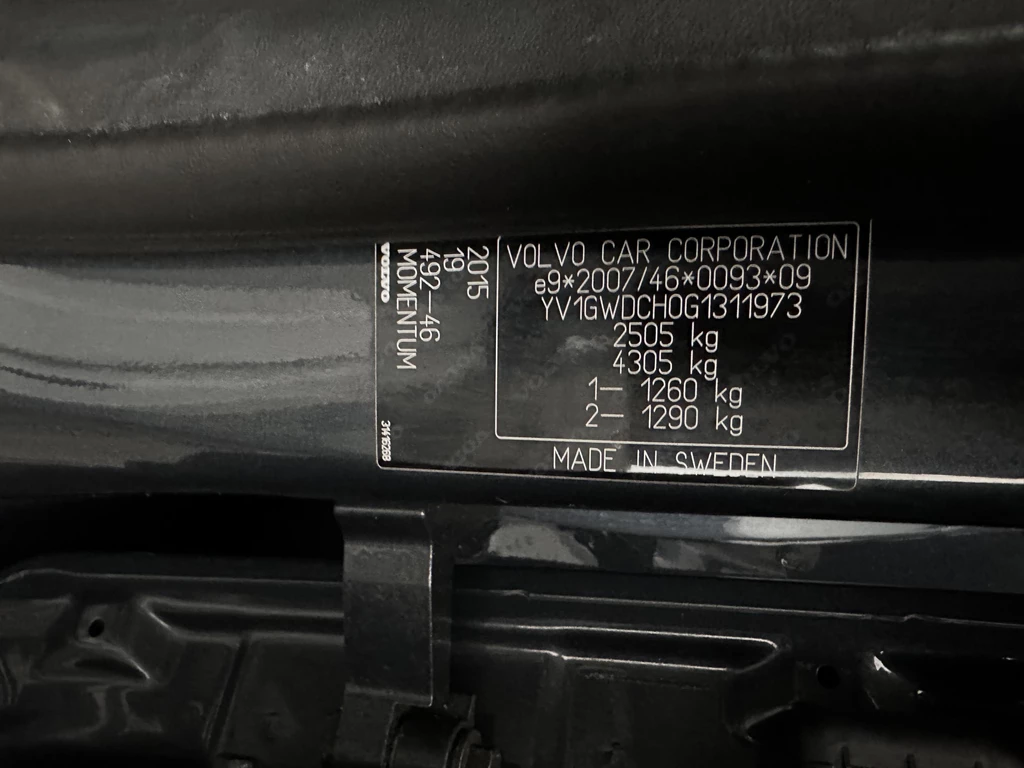 VOLVO CAR CORPORATION
e9*2007/46*0093*09
YV1GWDCH0G1311973
2505 kg
4305 kg
1– 1260 kg
2– 1290 kg
MADE IN SWEDEN
2015
19
492–46
MOMENTUM
VOLVO
31416268